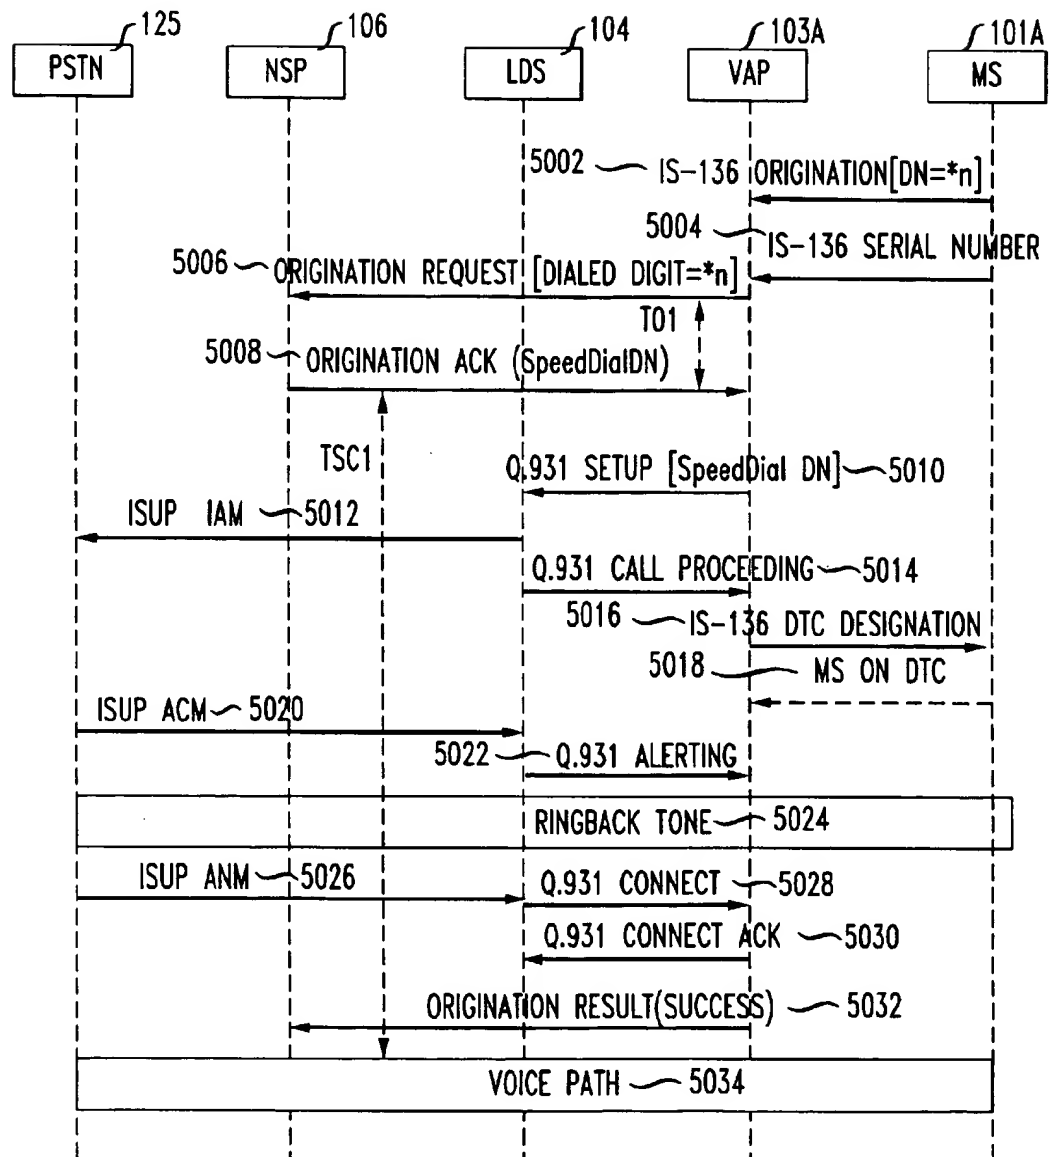 125 106 104 103A 101A
PSTN NSP LDS VAP MS
5002 IS-136 ORIGINATION[DN=*n]
5004 IS-136 SERIAL NUMBER
5006 ORIGINATION REQUEST [DIALED DIGIT=*n]
TO1
5008 ORIGINATION ACK (SpeedDialDN)
TSC1
Q.931 SETUP [SpeedDial DN] 5010
ISUP IAM 5012
Q.931 CALL PROCEEDING 5014
5016 IS-136 DTC DESIGNATION
5018 MS ON DTC
ISUP ACM 5020
5022 Q.931 ALERTING
RINGBACK TONE 5024
ISUP ANM 5026
Q.931 CONNECT 5028
Q.931 CONNECT ACK 5030
ORIGINATION RESULT(SUCCESS) 5032
VOICE PATH 5034